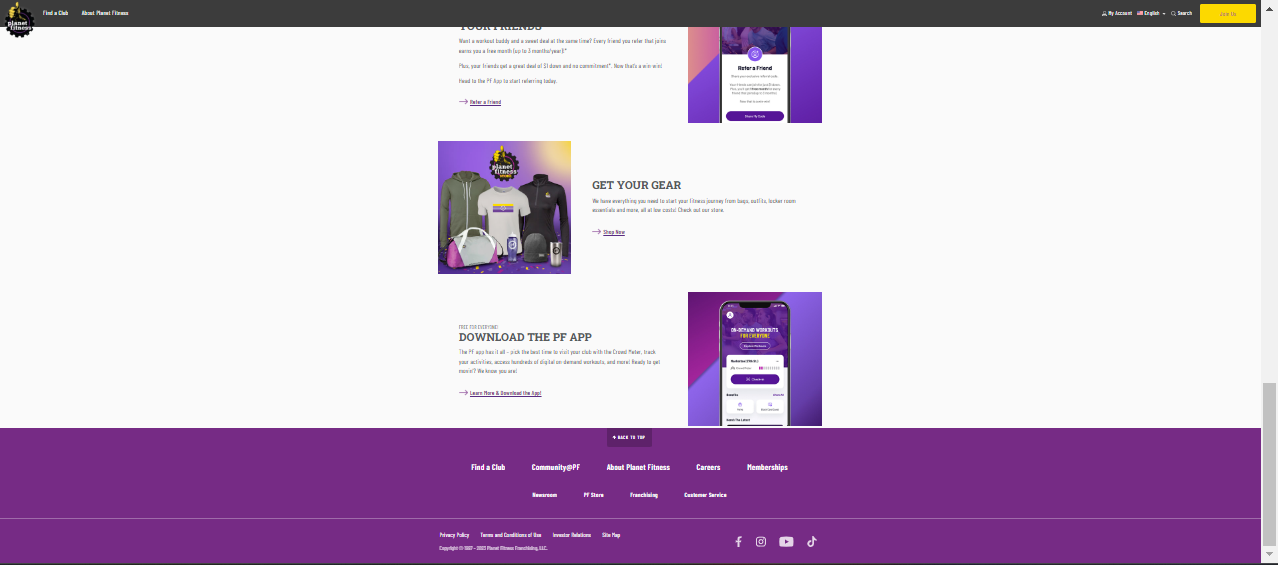 planet fitness
Find a Club
About Planet Fitness
My Account
English
Search
Join Us
YOUR FRIENDS
Want a workout buddy and a sweet deal at the same time? Every friend you refer that joins
earns you a free month (up to 3 months/year)*.
Plus, your friends get a great deal of $1 down and no commitment*. Now that's a win-win!
Head to the PF App to start referring today.
Refer a Friend
Refer a Friend
Share My Code
planet fitness
GET YOUR GEAR
We have everything you need to start your fitness journey from bags, outfits, locker room
essentials and more, all at low costs! Check out our store.
Shop Now
FREE FOR EVERYONE!
DOWNLOAD THE PF APP
The PF app has it all - pick the best time to visit your club with the Crowd Meter, track
your activities, access hundreds of digital on demand workouts, and more! Ready to get
movin'? We know you are!
Learn More & Download the App!
ON-DEMAND WORKOUTS
FOR EVERYONE
BACK TO TOP
Find a Club
Community@PF
About Planet Fitness
Careers
Memberships
Newsroom
PF Store
Franchising
Customer Service
Privacy Policy
Terms and Conditions of Use
Investor Relations
Site Map